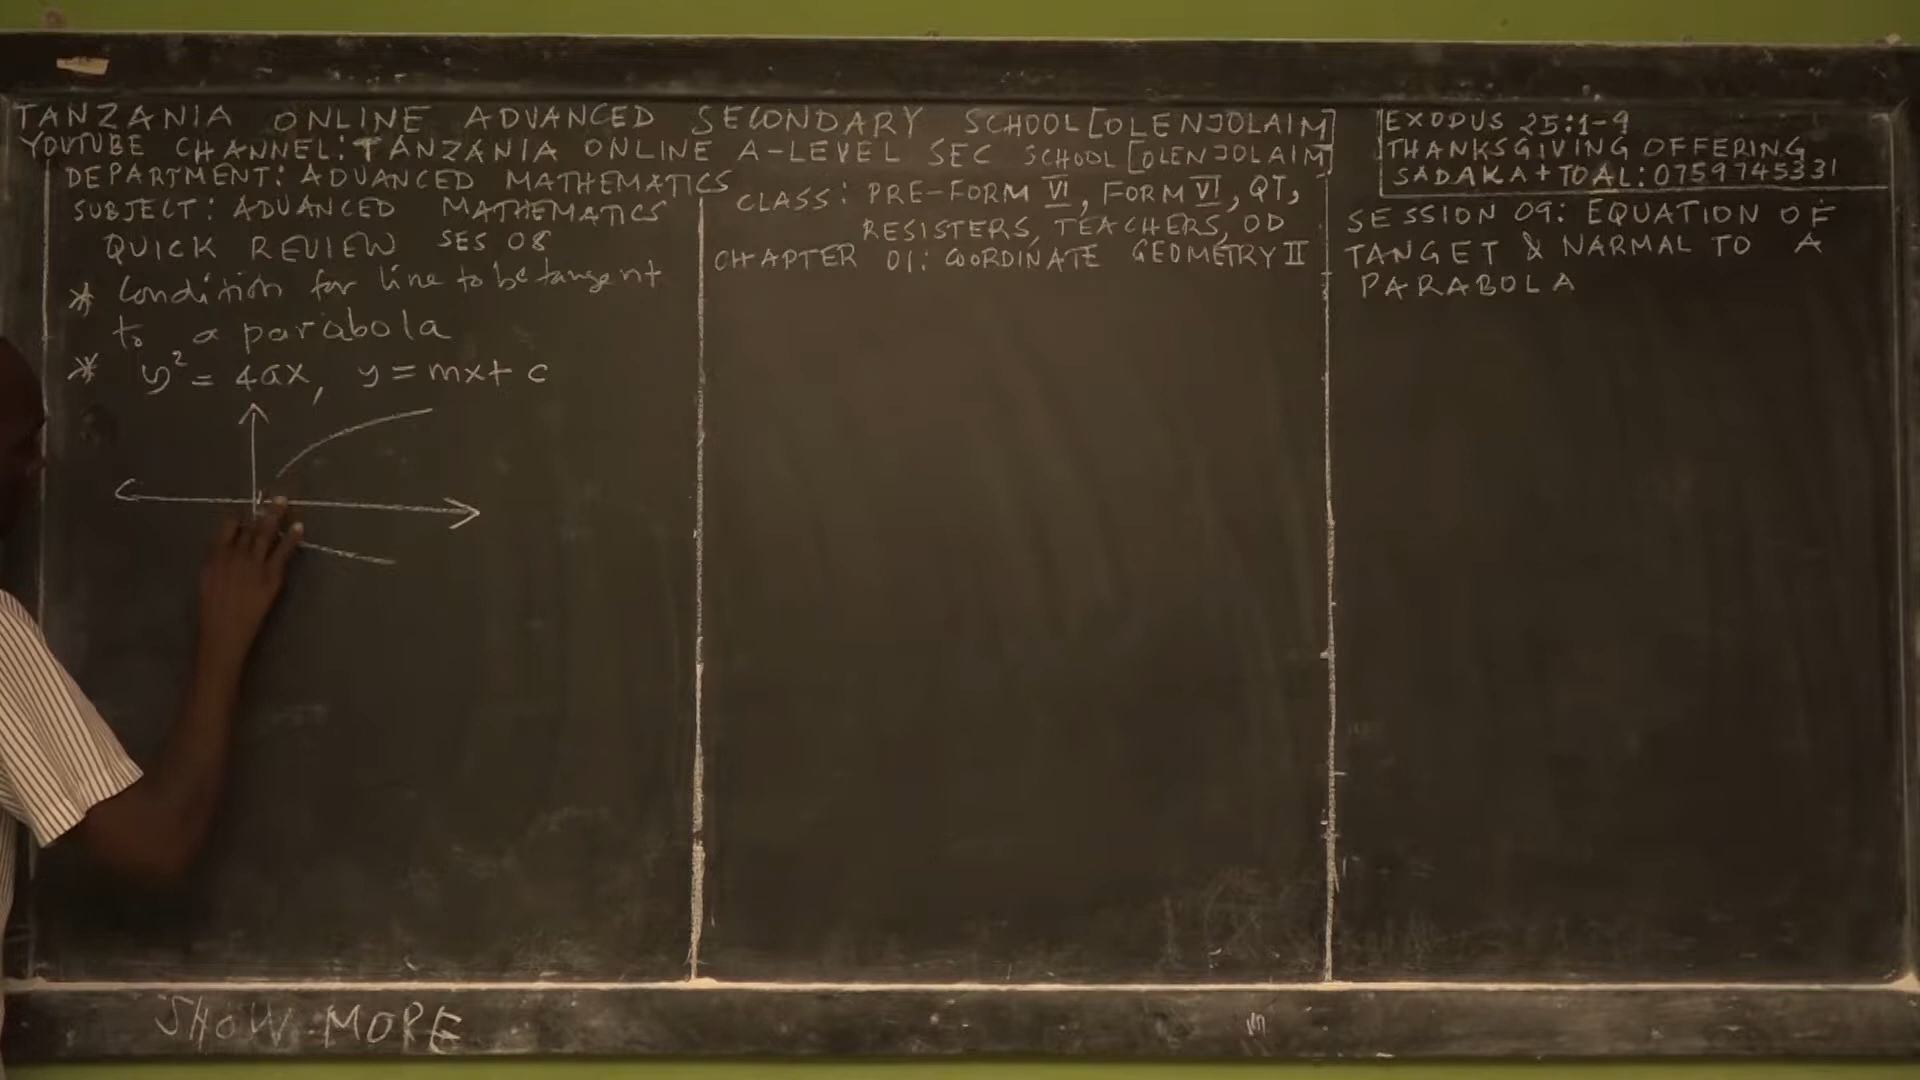 TANZANIA ONLINE ADVANCED SECONDARY SCHOOL [OLENJOLAIM]
YOUTUBE CHANNEL: TANZANIA ONLINE A-LEVEL SEC SCHOOL [OLENJOLAIM]
DEPARTMENT: ADVANCED MATHEMATICS
SUBJECT: ADVANCED MATHEMATICS
QUICK REVIEW SES 08
* Condition for line to be tangent
to a parabola
* y² = 4ax, y = mx + c
CLASS: PRE-FORM VI, FORM VI, QT,
RESISTERS, TEACHERS, OD
CHAPTER 01: COORDINATE GEOMETRY II
EXODUS 25:1-9
THANKSGIVING OFFERING
SADAKA + TOAL: 0759745331
SESSION 09: EQUATION OF
TANGET & NARMAL TO A
PARABOLA
SHOW MORE